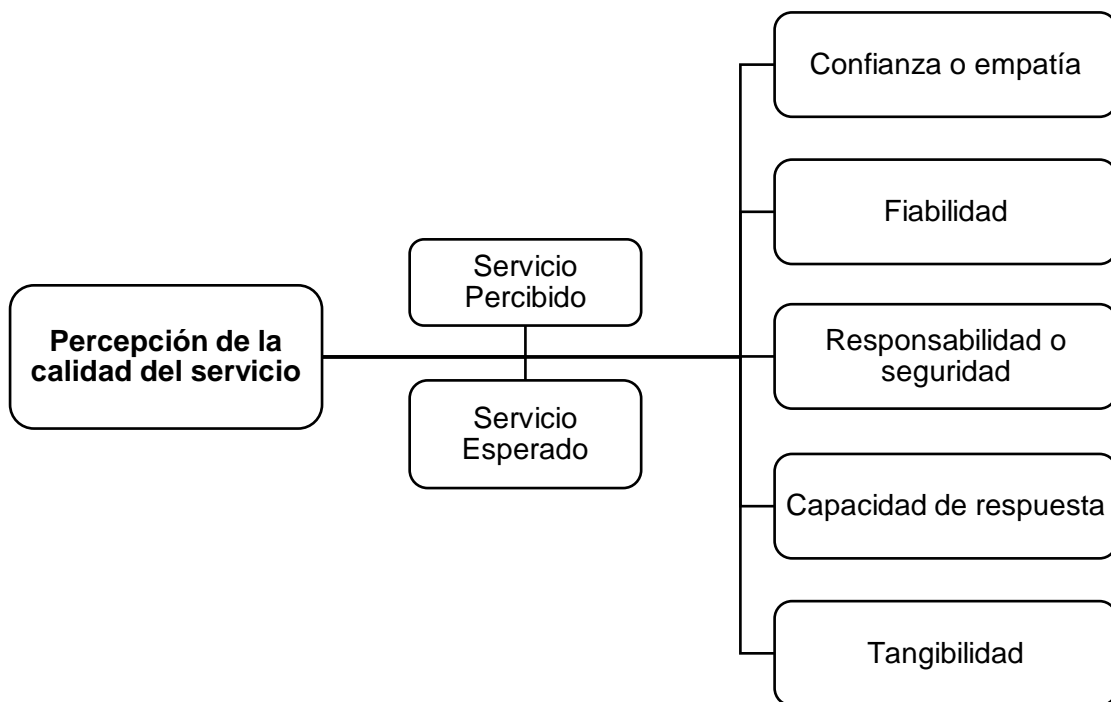 Percepción de la
calidad del servicio
Servicio
Percibido
Servicio
Esperado
Confianza o empatía
Fiabilidad
Responsabilidad o
seguridad
Capacidad de respuesta
Tangibilidad